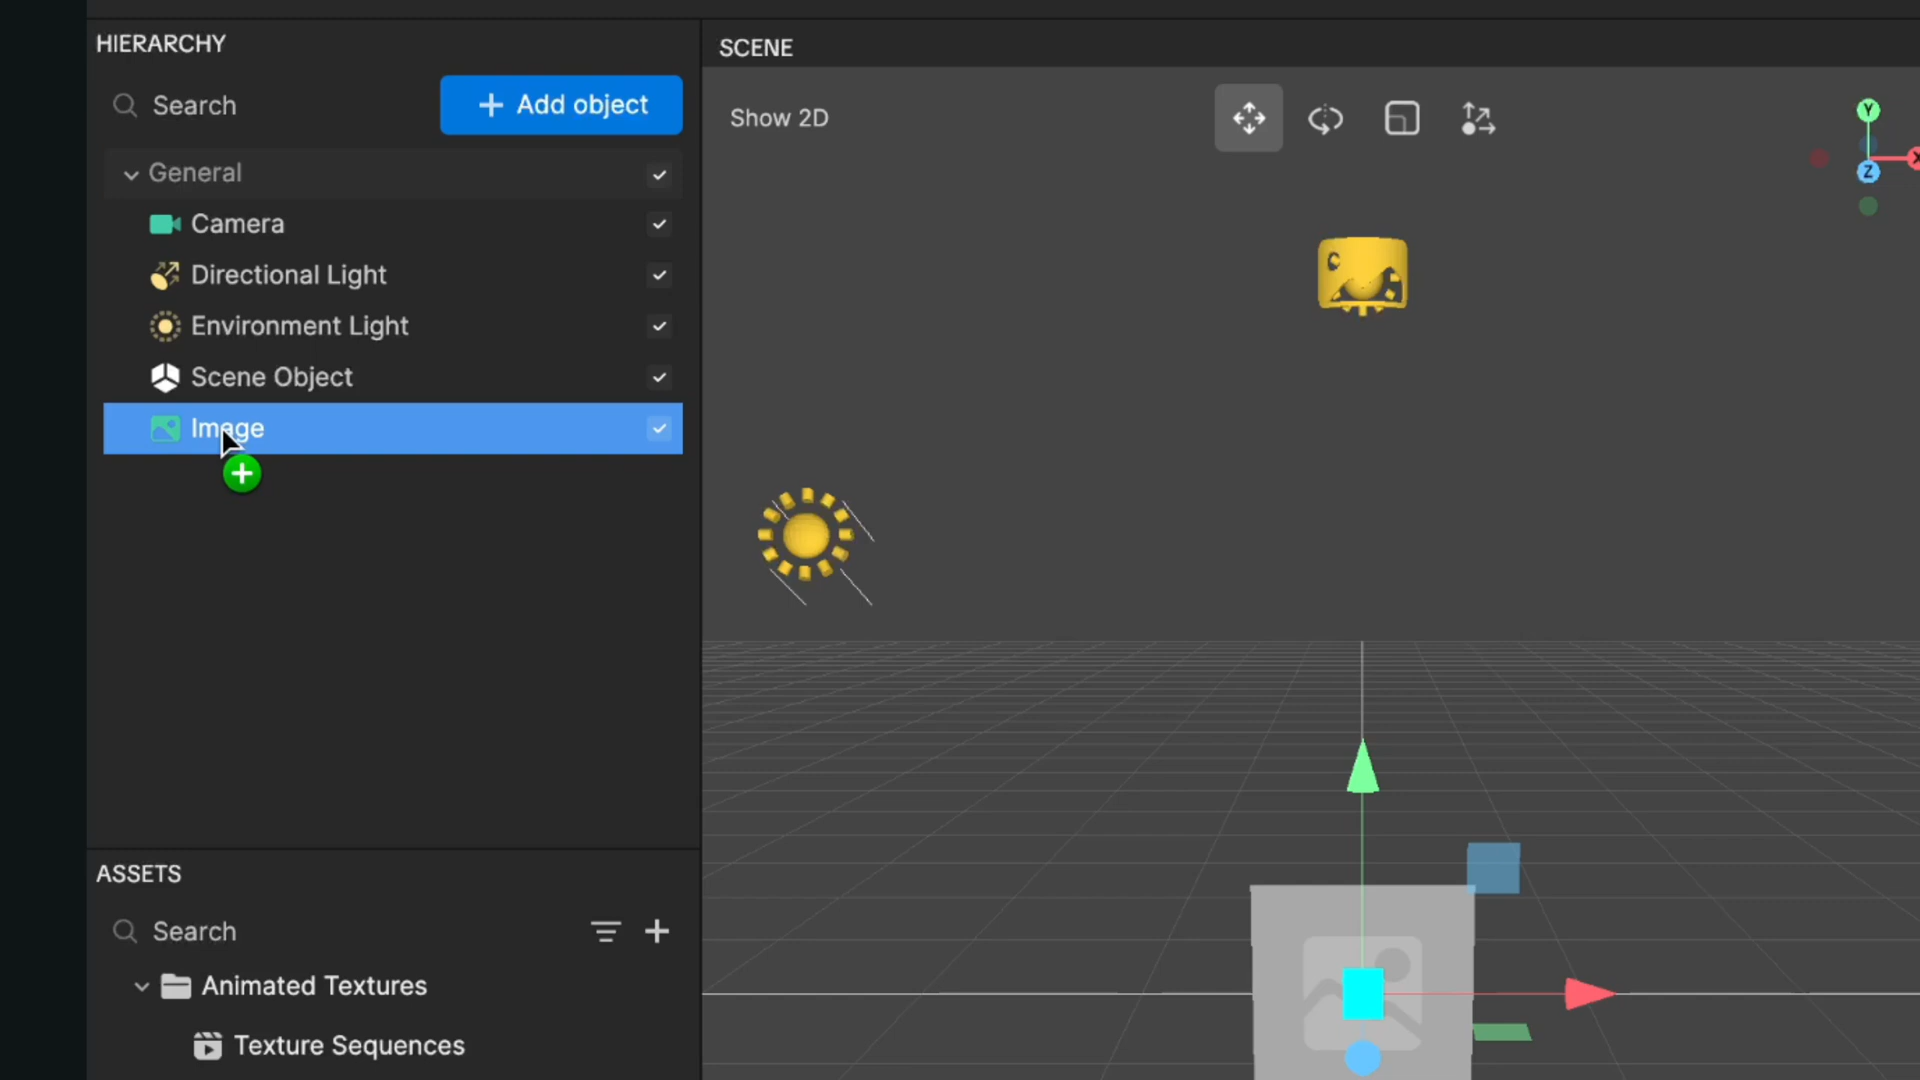 HIERARCHY
Search
+ Add object
General
Camera
Directional Light
Environment Light
Scene Object
Image
ASSETS
Search
Animated Textures
Texture Sequences
SCENE
Show 2D
Y
X
Z